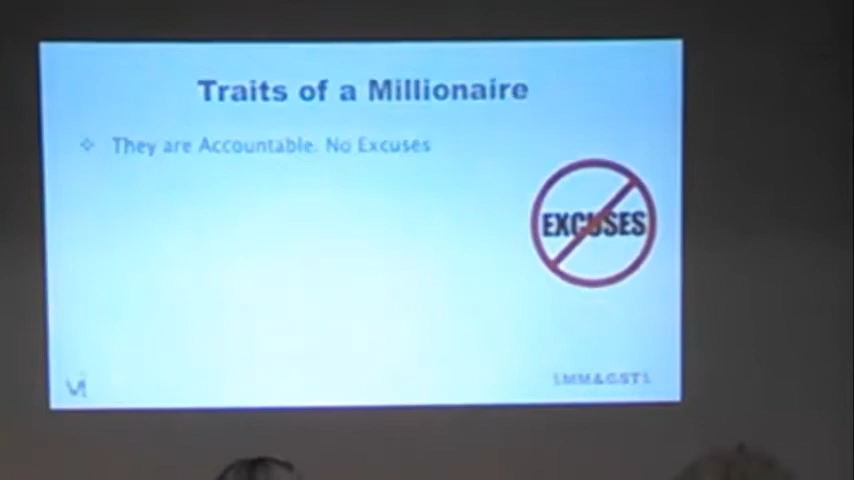 Traits of a Millionaire
They are Accountable. No Excuses
EXCUSES